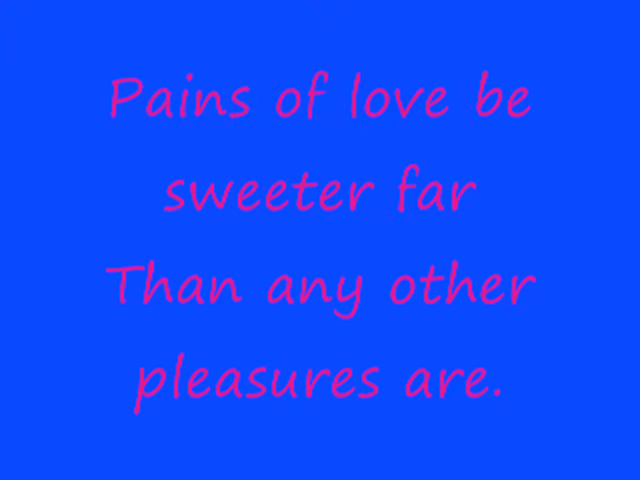 Pains of love be
sweeter far
Than any other
pleasures are.